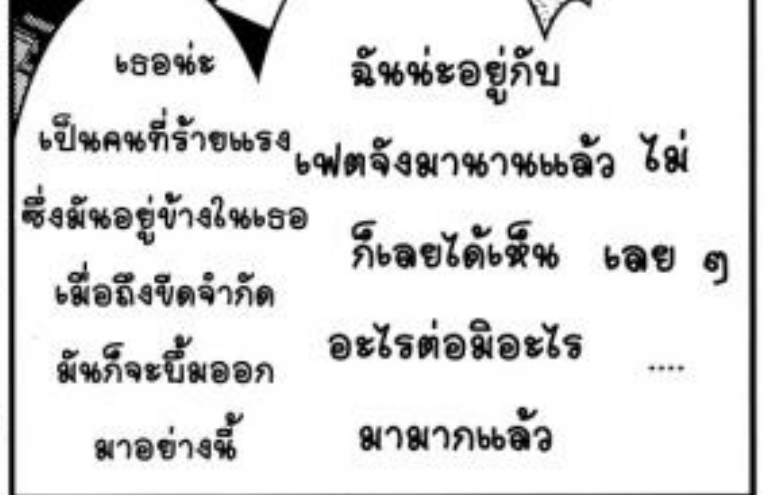 ไม่
เลย ๆ
....
ฉันน่ะอยู่กับ
เฟตจังมานานแล้ว
ก็เลยได้เห็น
อะไรต่อมิอะไร
มามากแล้ว
เธอน่ะ
เป็นคนที่ร้ายแรง
ซึ่งมันอยู่ข้างในเธอ
เมื่อถึงขีดจำกัด
มันก็จะบึ้มออก
มาอย่างนี้